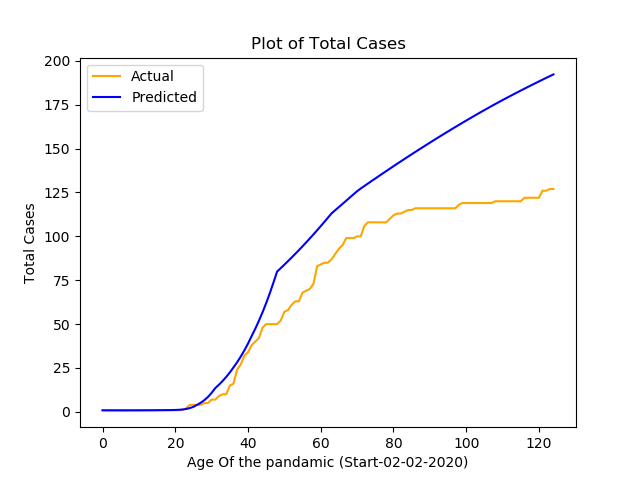 Plot of Total Cases
Actual
Predicted
200
175
150
125
100
75
50
25
0
Total Cases
0 20 40 60 80 100 120
Age Of the pandamic (Start-02-02-2020)